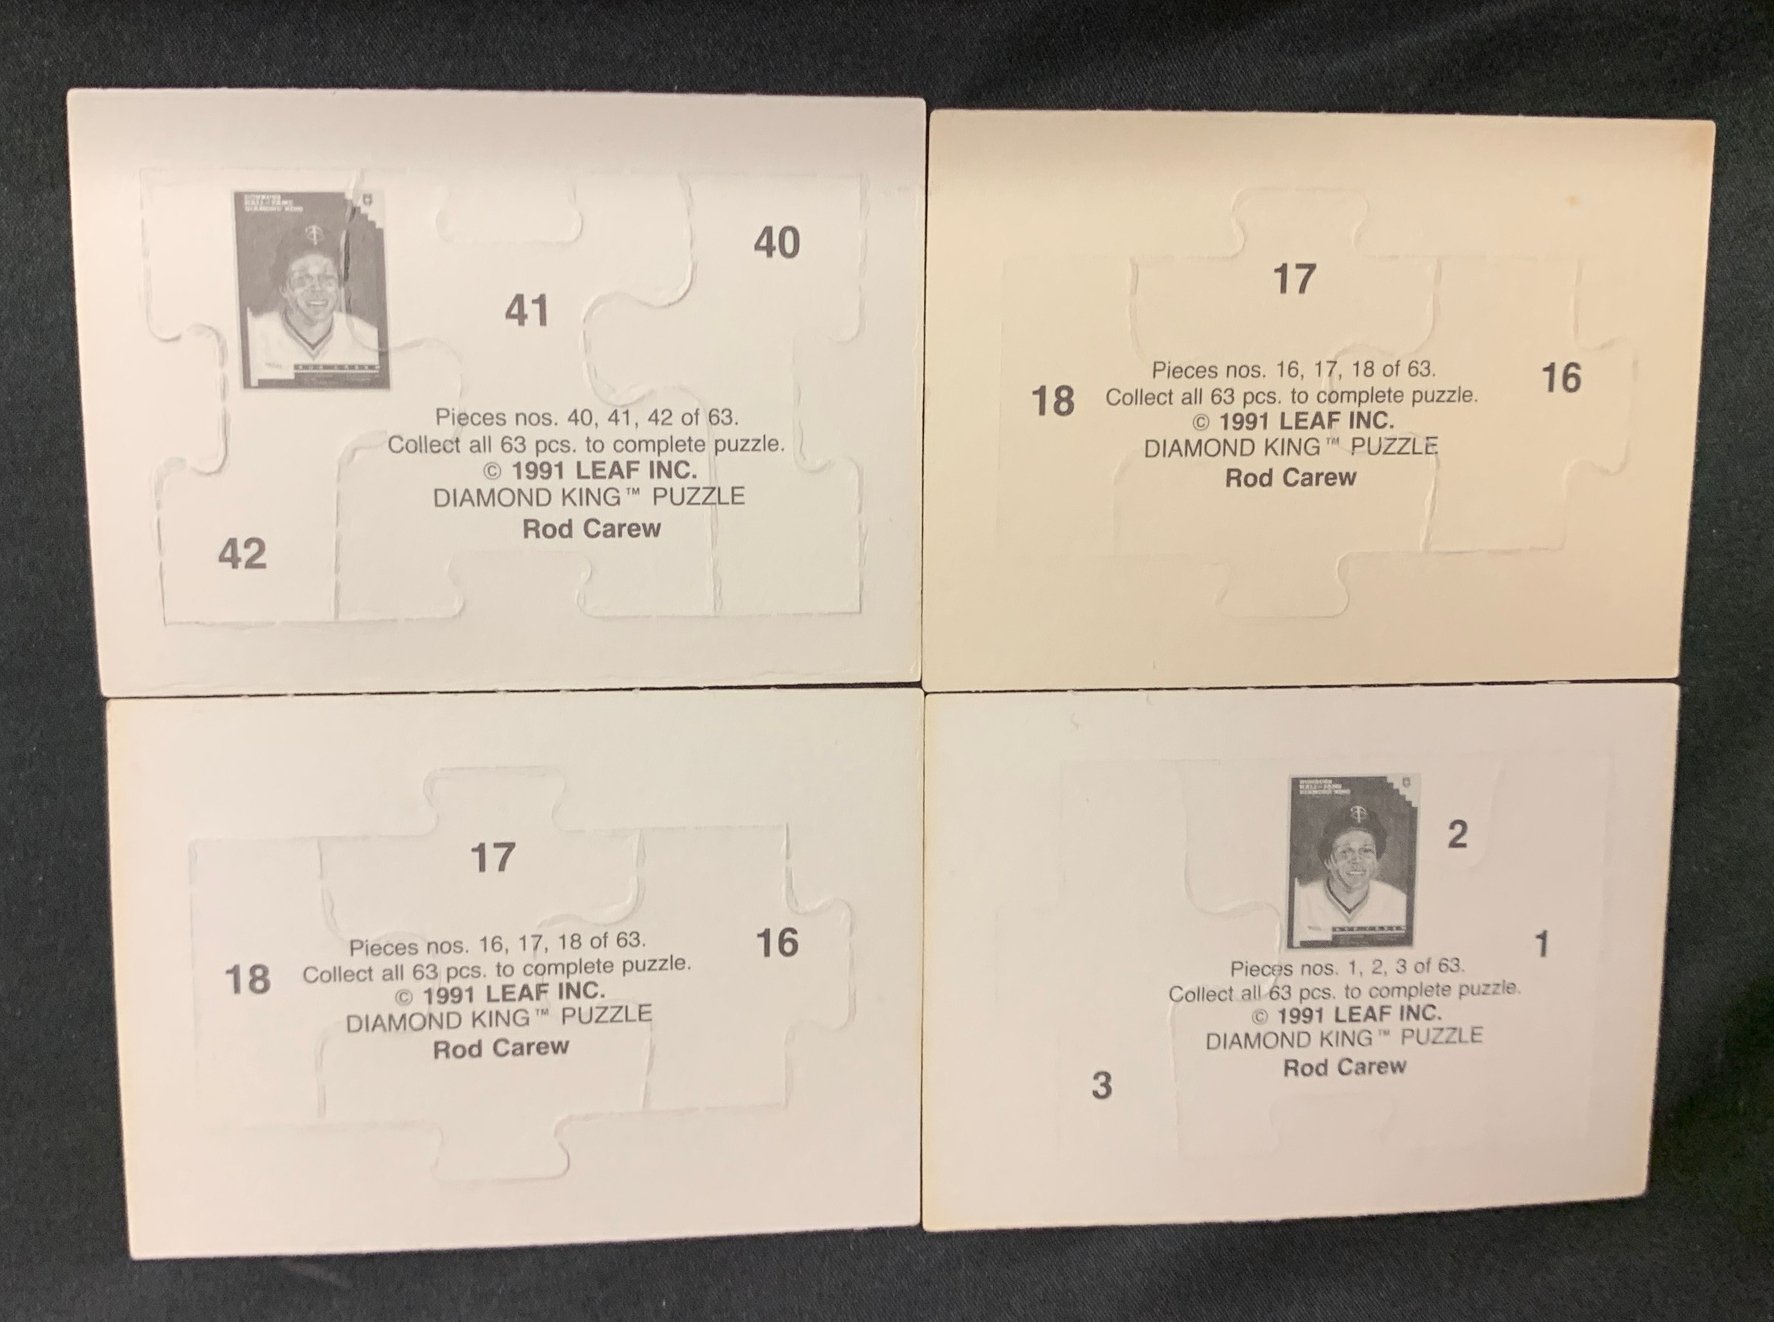 40
41
Pieces nos. 40, 41, 42 of 63.
Collect all 63 pcs. to complete puzzle.
© 1991 LEAF INC.
DIAMOND KING™ PUZZLE
Rod Carew
42
17
Pieces nos. 16, 17, 18 of 63.
16
18
Collect all 63 pcs. to complete puzzle.
© 1991 LEAF INC.
DIAMOND KING™ PUZZLE
Rod Carew
17
Pieces nos. 16, 17, 18 of 63.
16
18
Collect all 63 pcs. to complete puzzle.
© 1991 LEAF INC.
DIAMOND KING™ PUZZLE
Rod Carew
2
1
Pieces nos. 1, 2, 3 of 63.
Collect all 63 pcs. to complete puzzle.
© 1991 LEAF INC.
DIAMOND KING™ PUZZLE
Rod Carew
3